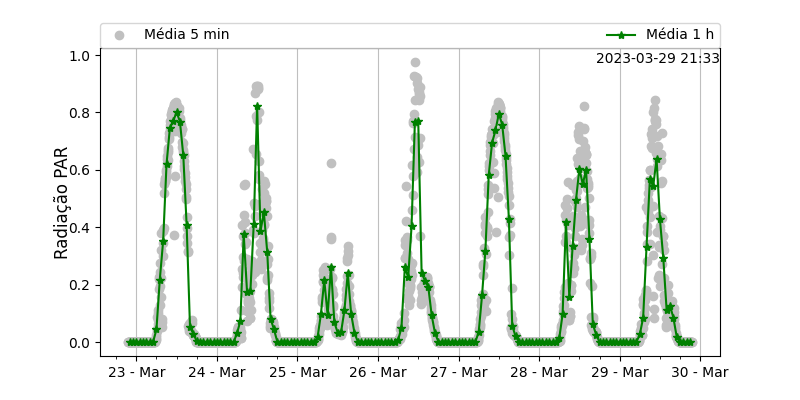 Média 5 min
Média 1 h
2023-03-29 21:33
Radiação PAR
1.0
0.8
0.6
0.4
0.2
0.0
23 - Mar
24 - Mar
25 - Mar
26 - Mar
27 - Mar
28 - Mar
29 - Mar
30 - Mar